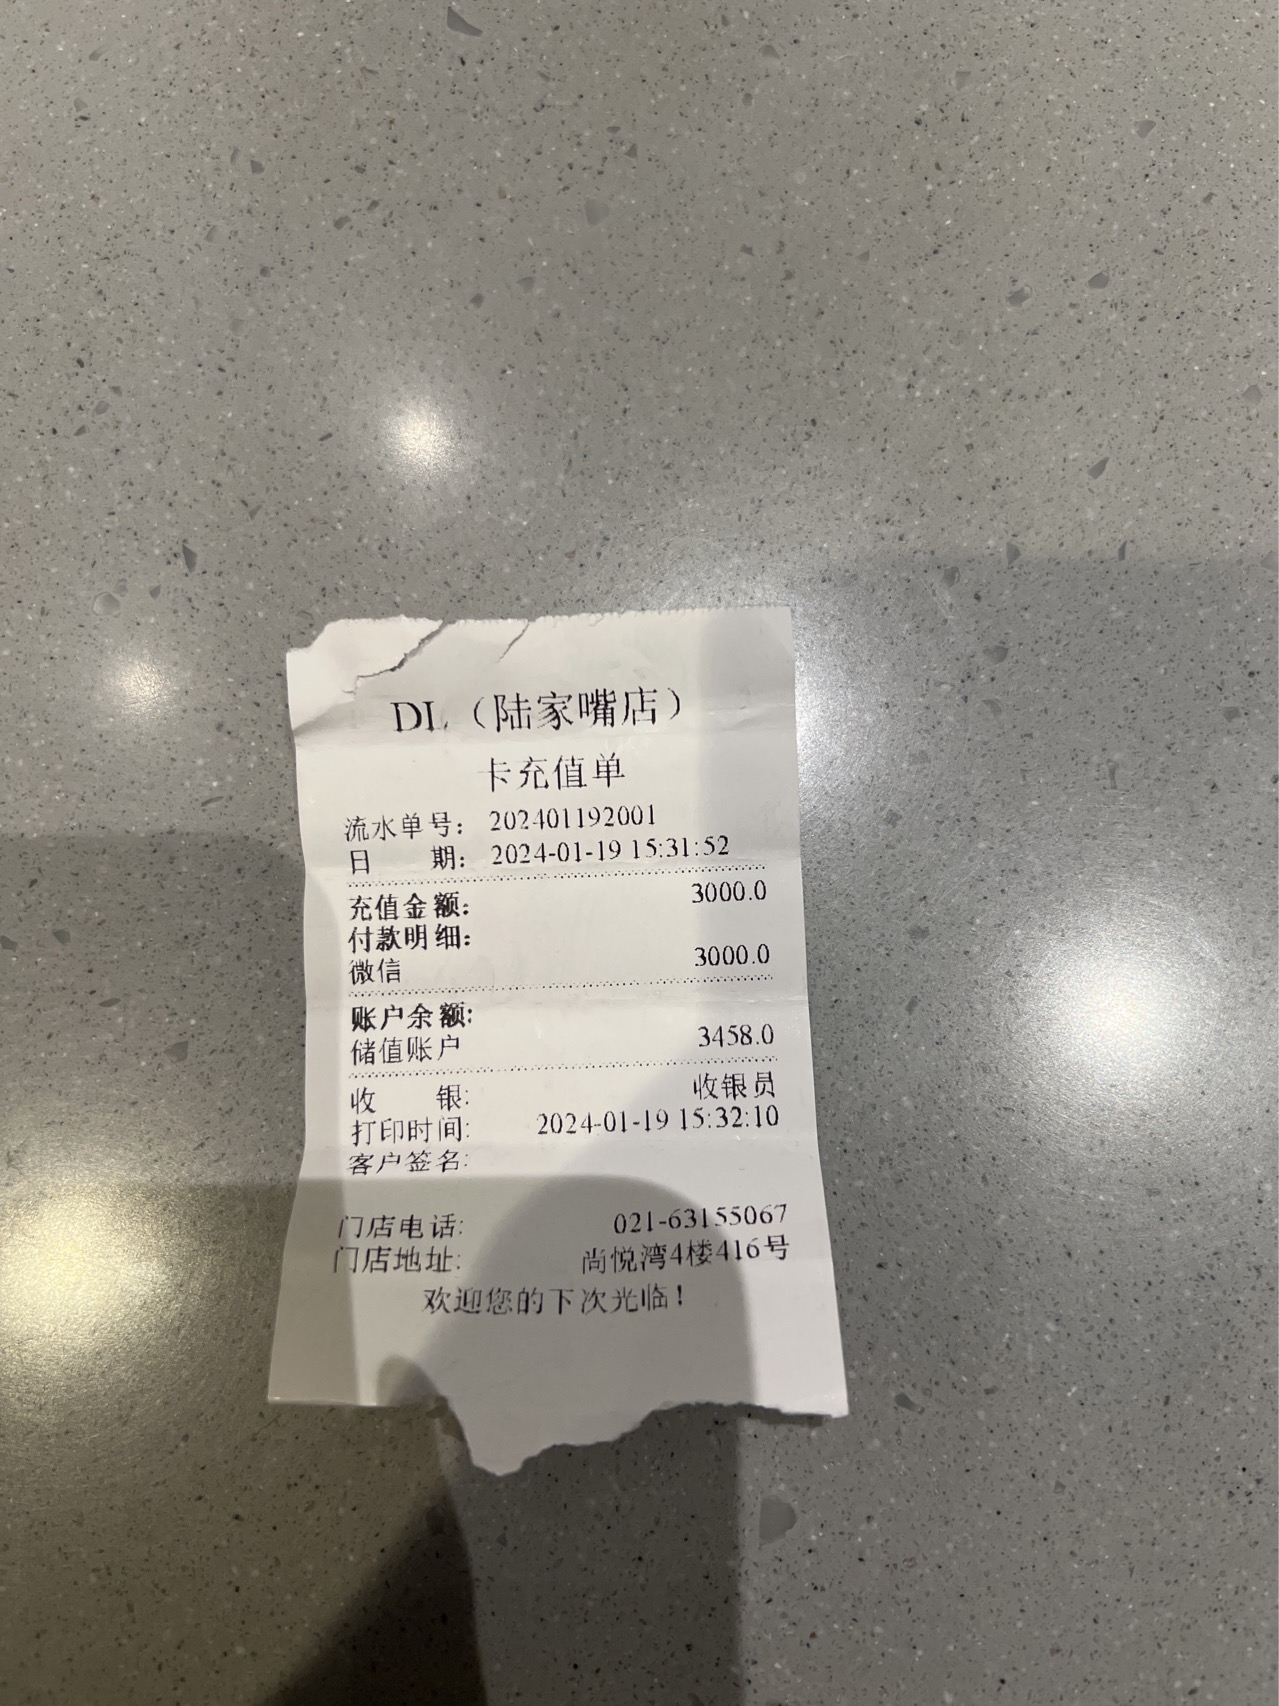 DL（陆家嘴店）
卡充值单
流水单号： 202401192001
日 期： 2024-01-19 15:31:52
充值金额： 3000.0
付款明细：
微信 3000.0
账户余额：
储值账户 3458.0
收 银: 收银员
打印时间: 2024-01-19 15:32:10
客户签名:
门店电话: 021-63155067
门店地址: 尚悦湾4楼416号
欢迎您的下次光临！